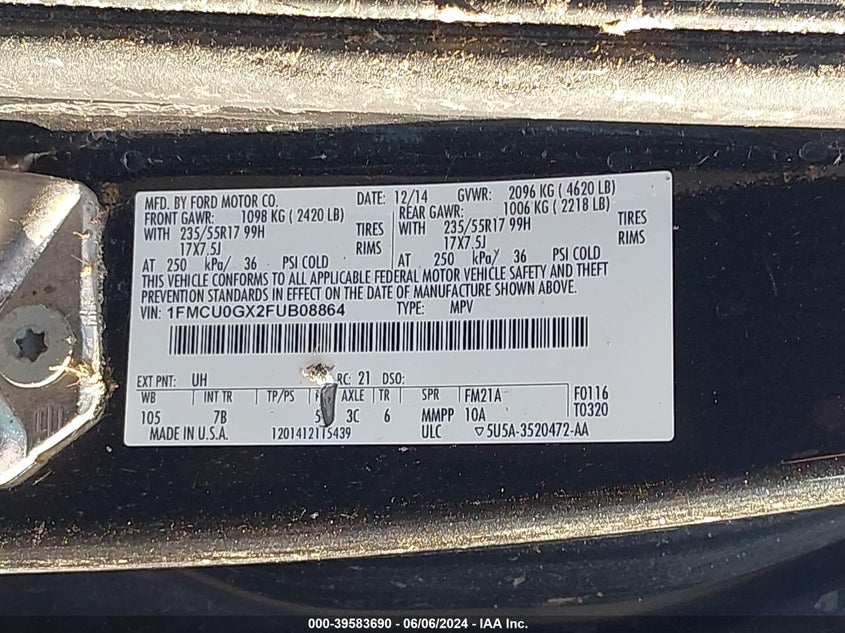 MFD. BY FORD MOTOR CO. DATE: 12/14 GVWR: 2096 KG ( 4620 LB)
FRONT GAWR: 1098 KG ( 2420 LB) REAR GAWR: 1006 KG ( 2218 LB)
WITH 235/55R17 99H TIRES WITH 235/55R17 99H TIRES
17X7.5J RIMS 17X7.5J RIMS
AT 250 kPa/ 36 PSI COLD AT 250 kPa/ 36 PSI COLD
THIS VEHICLE CONFORMS TO ALL APPLICABLE FEDERAL MOTOR VEHICLE SAFETY AND THEFT
PREVENTION STANDARDS IN EFFECT ON THE DATE OF MANUFACTURE SHOWN ABOVE.
VIN: 1FMCU0GX2FUB08864 TYPE: MPV
EXT PNT: UH RC: 21 DSO:
WB INT TR TP/PS AXLE TR SPR FM21A F0116
105 7B 5 3C 6 MMPP 10A T0320
MADE IN U.S.A. 1201412115439 ULC ▽5U5A-3520472-AA
000-39583690 - 06/06/2024 - IAA Inc.